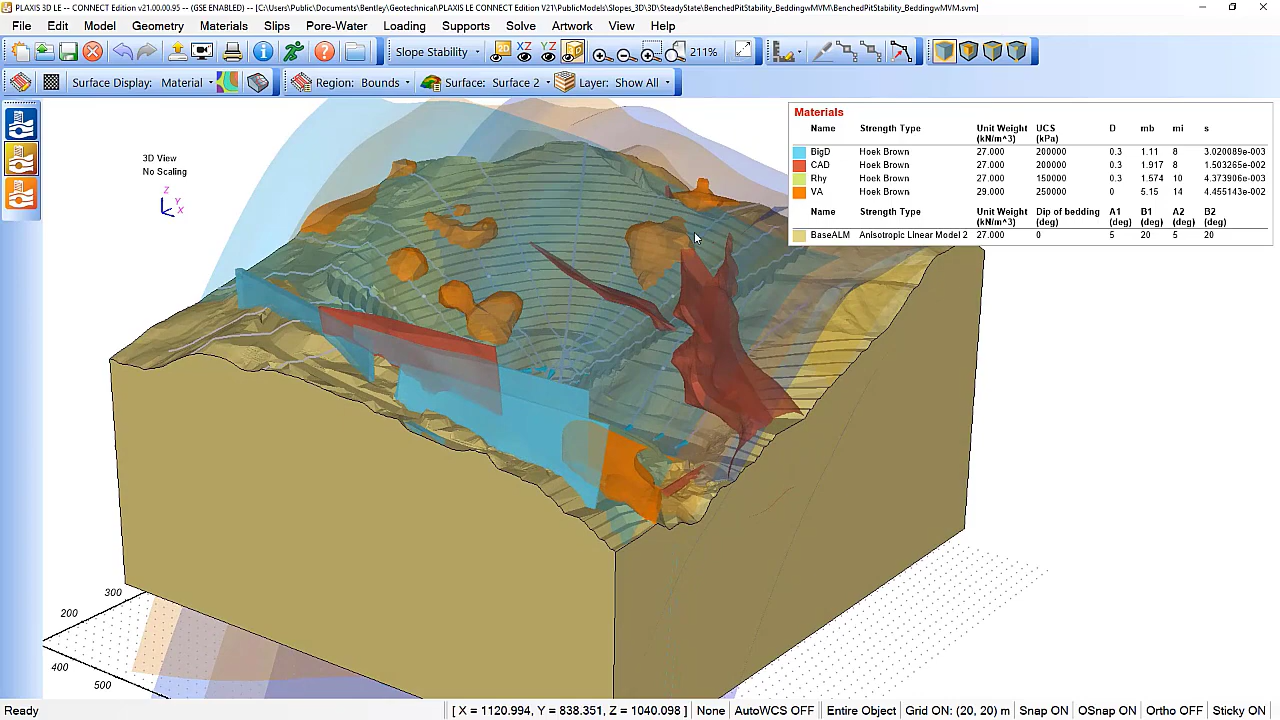 PLAXIS 3D LE -- CONNECT Edition v21.00.00.95 -- (GSE ENABLED) -- [C:\Users\Public\Documents\Bentley\Geotechnical\PLAXIS LE CONNECT Edition V21\PublicModels\Slopes_3D\3D\SteadyState\BenchedPitStability_BeddingwMVM\BenchedPitStability_BeddingwMVM.svm]
File Edit Model Geometry Materials Slips Pore-Water Loading Supports Solve Artwork View Help
Slope Stability 2D XZ YZ 211%
Surface Display: Material Region: Bounds Surface: Surface 2 Layer: Show All
Materials
Name Strength Type Unit Weight (kN/m^3) UCS (kPa) D mb mi s
BigD Hoek Brown 27.000 200000 0.3 1.11 8 3.020089e-003
CAD Hoek Brown 27.000 200000 0.3 1.917 8 1.503265e-002
Rhy Hoek Brown 27.000 150000 0.3 1.574 10 4.373906e-003
VA Hoek Brown 29.000 250000 0 5.15 14 4.455143e-002
Name Strength Type Unit Weight (kN/m^3) Dip of bedding (deg) A1 (deg) B1 (deg) A2 (deg) B2 (deg)
BaseALM Anisotropic Linear Model 2 27.000 0 5 20 5 20
3D View
No Scaling
Z
Y
X
300
200
400
500
Ready [ X = 1120.994, Y = 838.351, Z = 1040.098 ] None AutoWCS OFF Entire Object Grid ON: (20, 20) m Snap ON OSnap ON Ortho OFF Sticky ON